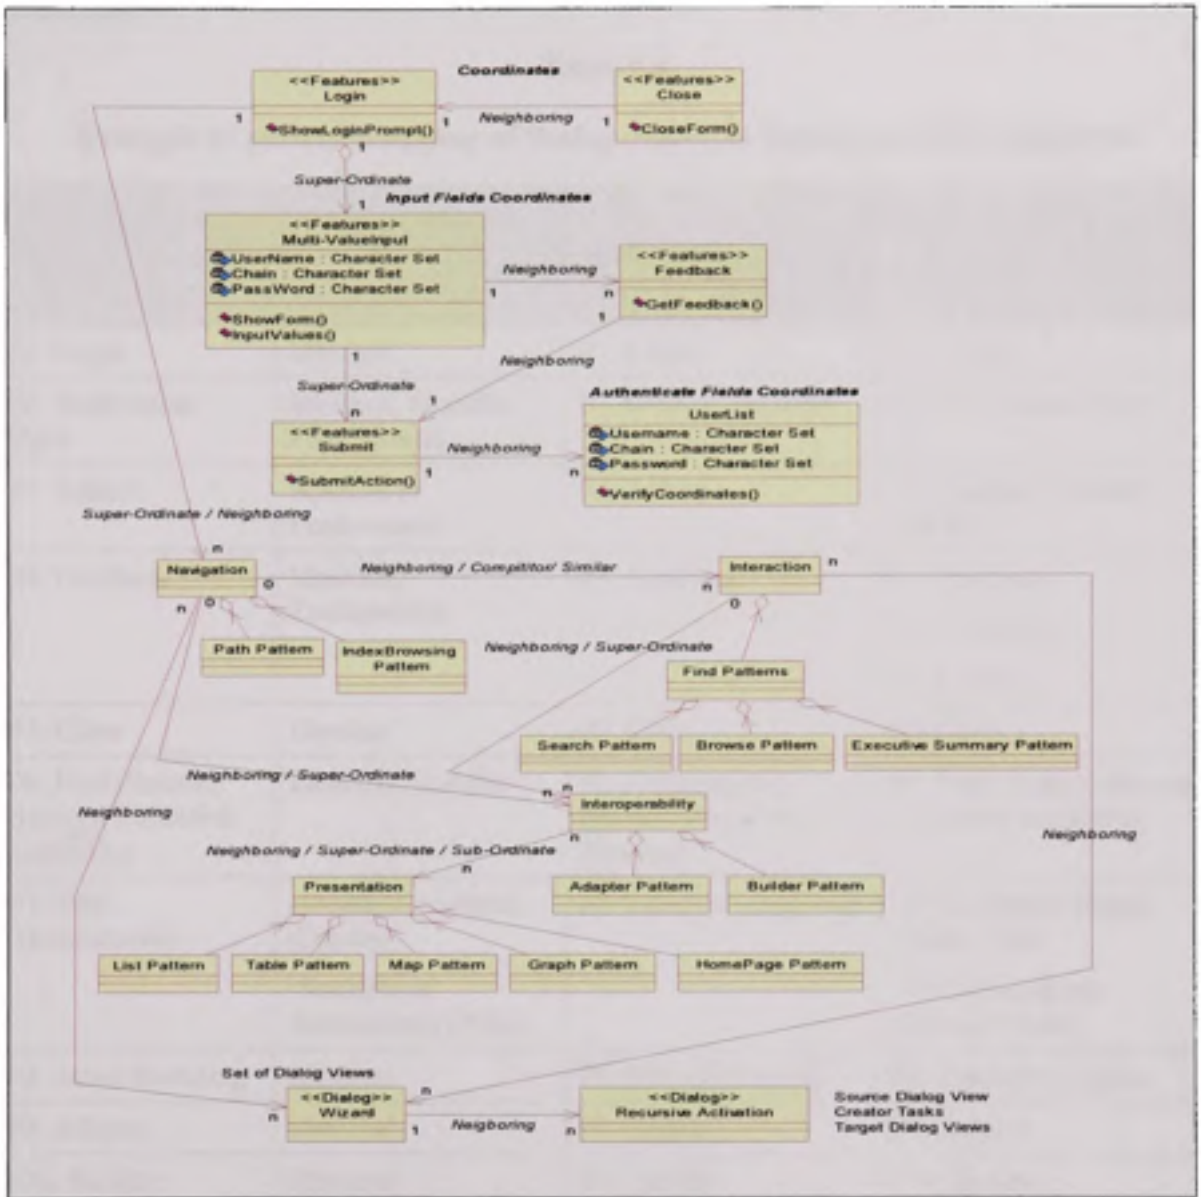 Coordinates
<<Features>>
Login
ShowLoginPrompt()
<<Features>>
Close
CloseForm()
1
1
Neighboring
1
1
Super-Ordinate
1
Input Fields Coordinates
<<Features>>
Multi-ValueInput
UserName : Character Set
Chain : Character Set
PassWord : Character Set
ShowForm()
InputValues()
Neighboring
1
n
<<Features>>
Feedback
GetFeedback()
1
1
Neighboring
Super-Ordinate
1
n
Authenticate Fields Coordinates
UserList
Username : Character Set
Chain : Character Set
Password : Character Set
VerifyCoordinates()
<<Features>>
Submit
SubmitAction()
Neighboring
1
n
Super-Ordinate / Neighboring
n
Navigation
0
Neighboring / Compititor/ Similar
n
Interaction
n
n
0
0
Path Pattern
IndexBrowsing
Pattern
Neighboring / Super-Ordinate
Find Patterns
Search Pattern
Browse Pattern
Executive Summary Pattern
Neighboring / Super-Ordinate
n
n
Interoperability
Neighboring
Neighboring
n
Neighboring / Super-Ordinate / Sub-Ordinate
n
Presentation
Adapter Pattern
Builder Pattern
List Pattern
Table Pattern
Map Pattern
Graph Pattern
HomePage Pattern
Set of Dialog Views
<<Dialog>>
Wizard
n
n
1
Neigboring
n
<<Dialog>>
Recursive Activation
Source Dialog View
Creator Tasks
Target Dialog Views